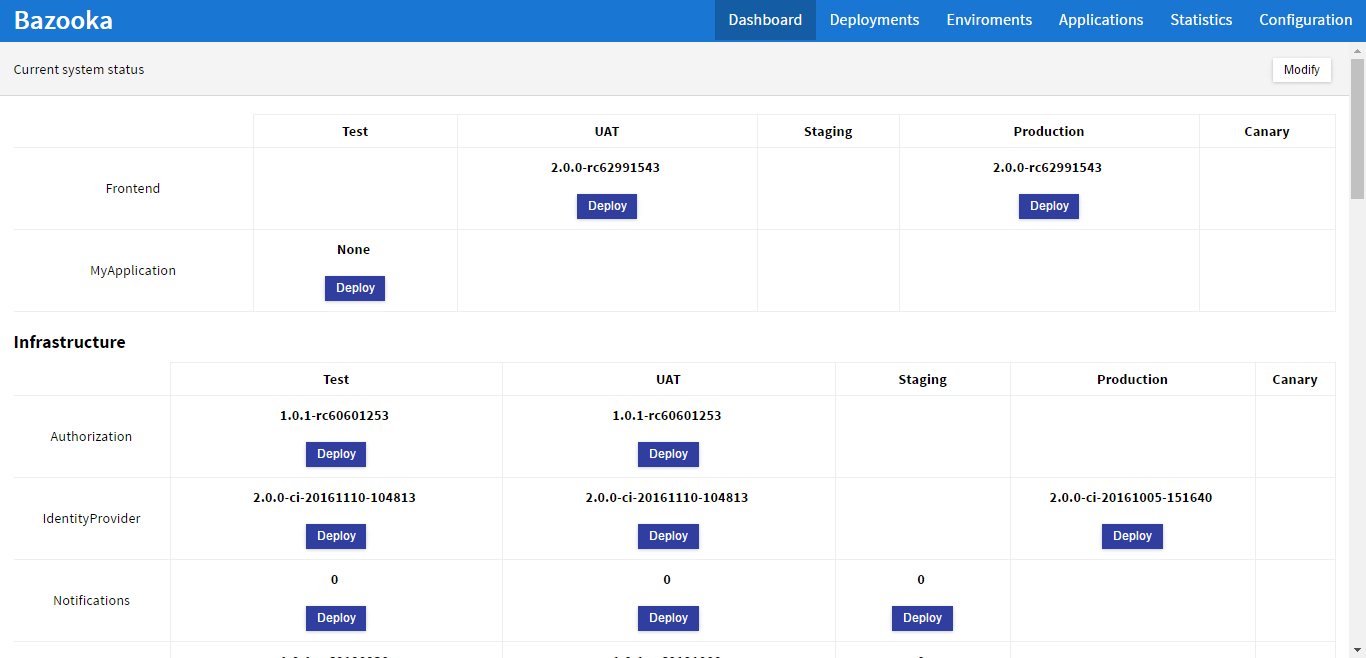 Bazooka Dashboard Deployments Enviroments Applications Statistics Configuration
Current system status Modify
Test UAT Staging Production Canary
2.0.0-rc62991543 2.0.0-rc62991543
Frontend
Deploy Deploy
None
MyApplication
Deploy
Infrastructure
Test UAT Staging Production Canary
1.0.1-rc60601253 1.0.1-rc60601253
Authorization
Deploy Deploy
2.0.0-ci-20161110-104813 2.0.0-ci-20161110-104813 2.0.0-ci-20161005-151640
IdentityProvider
Deploy Deploy Deploy
0 0 0
Notifications
Deploy Deploy Deploy